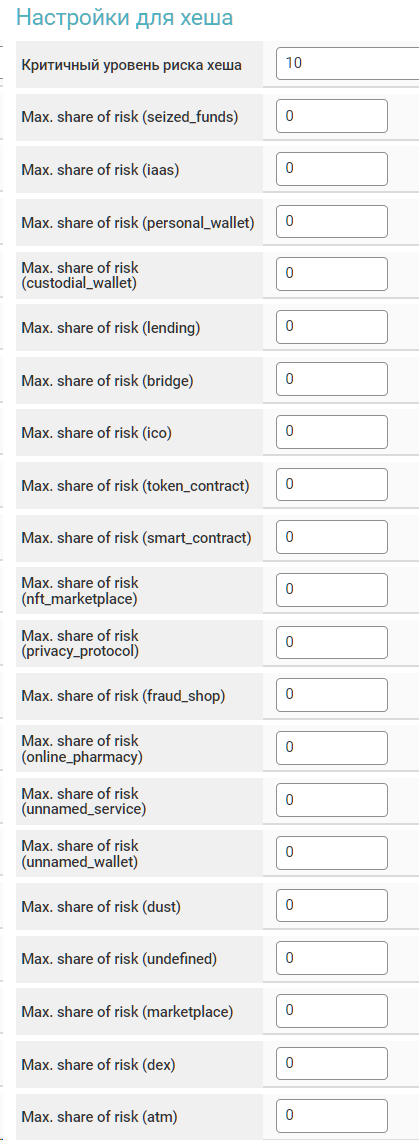 Настройки для хеша
Критичный уровень риска хеша 10
Max. share of risk (seized_funds) 0
Max. share of risk (iaas) 0
Max. share of risk (personal_wallet) 0
Max. share of risk
(custodial_wallet) 0
Max. share of risk (lending) 0
Max. share of risk (bridge) 0
Max. share of risk (ico) 0
Max. share of risk (token_contract) 0
Max. share of risk (smart_contract) 0
Max. share of risk
(nft_marketplace) 0
Max. share of risk
(privacy_protocol) 0
Max. share of risk (fraud_shop) 0
Max. share of risk
(online_pharmacy) 0
Max. share of risk
(unnamed_service) 0
Max. share of risk
(unnamed_wallet) 0
Max. share of risk (dust) 0
Max. share of risk (undefined) 0
Max. share of risk (marketplace) 0
Max. share of risk (dex) 0
Max. share of risk (atm) 0